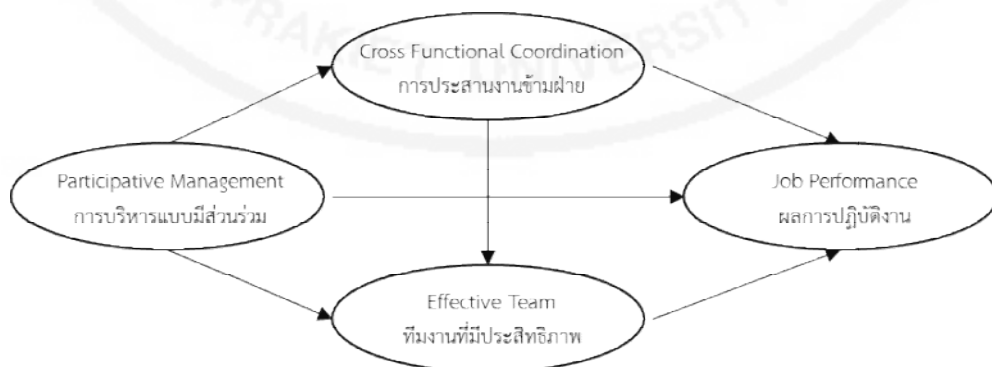 Cross Functional Coordination
การประสานงานข้ามฝ่าย
Participative Management
การบริหารแบบมีส่วนร่วม
Job Performance
ผลการปฏิบัติงาน
Effective Team
ทีมงานที่มีประสิทธิภาพ